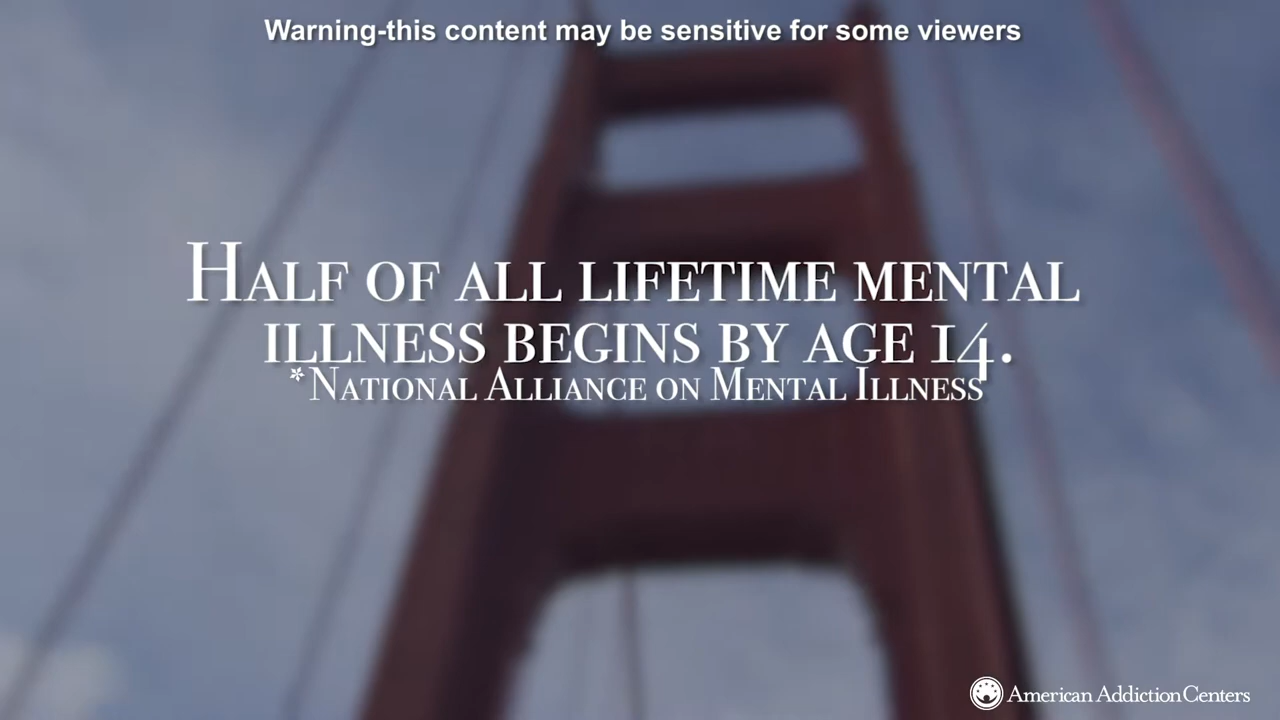 Warning-this content may be sensitive for some viewers
Half of all lifetime mental
illness begins by age 14.
*National Alliance on Mental Illness
American Addiction Centers